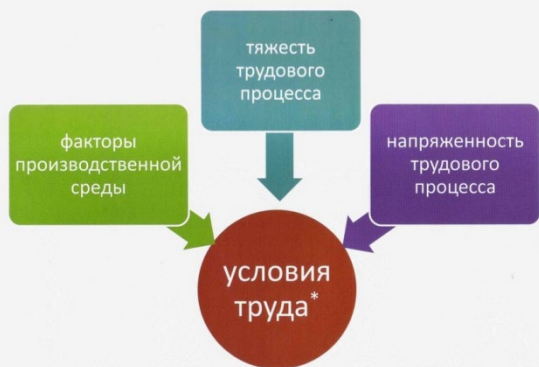 тяжесть
трудового
процесса
факторы
производственной
среды
напряженность
трудового
процесса
условия
труда*